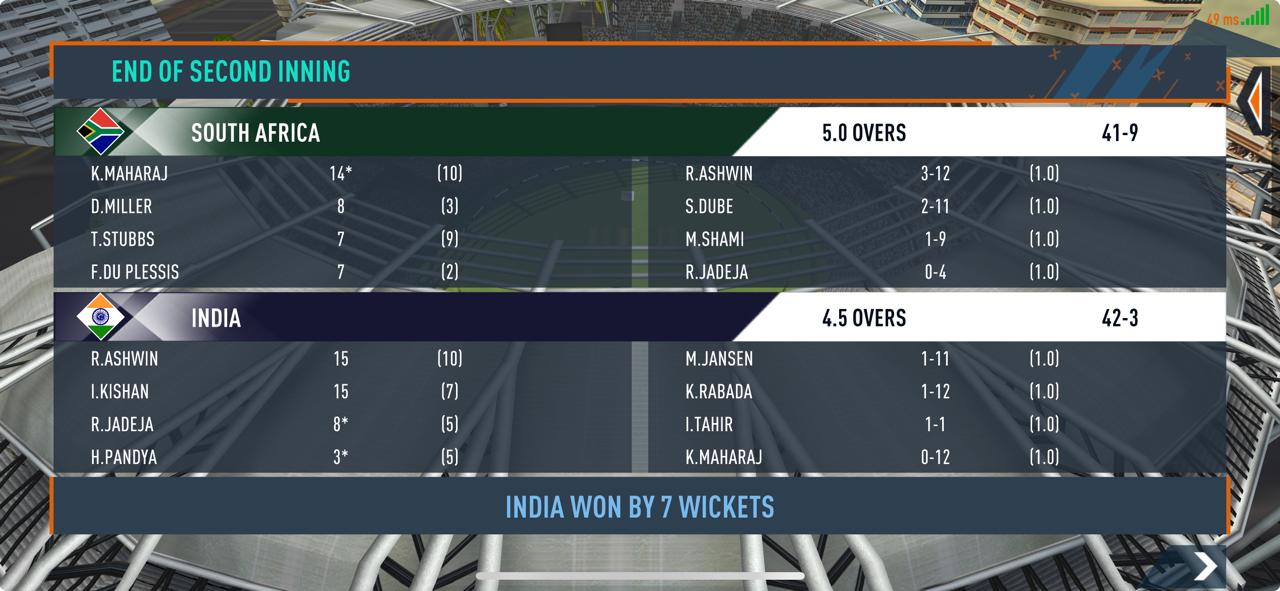 49 ms
END OF SECOND INNING
SOUTH AFRICA 5.0 OVERS 41-9
K.MAHARAJ 14* (10) R.ASHWIN 3-12 (1.0)
D.MILLER 8 (3) S.DUBE 2-11 (1.0)
T.STUBBS 7 (9) M.SHAMI 1-9 (1.0)
F.DU PLESSIS 7 (2) R.JADEJA 0-4 (1.0)
INDIA 4.5 OVERS 42-3
R.ASHWIN 15 (10) M.JANSEN 1-11 (1.0)
I.KISHAN 15 (7) K.RABADA 1-12 (1.0)
R.JADEJA 8* (5) I.TAHIR 1-1 (1.0)
H.PANDYA 3* (5) K.MAHARAJ 0-12 (1.0)
INDIA WON BY 7 WICKETS